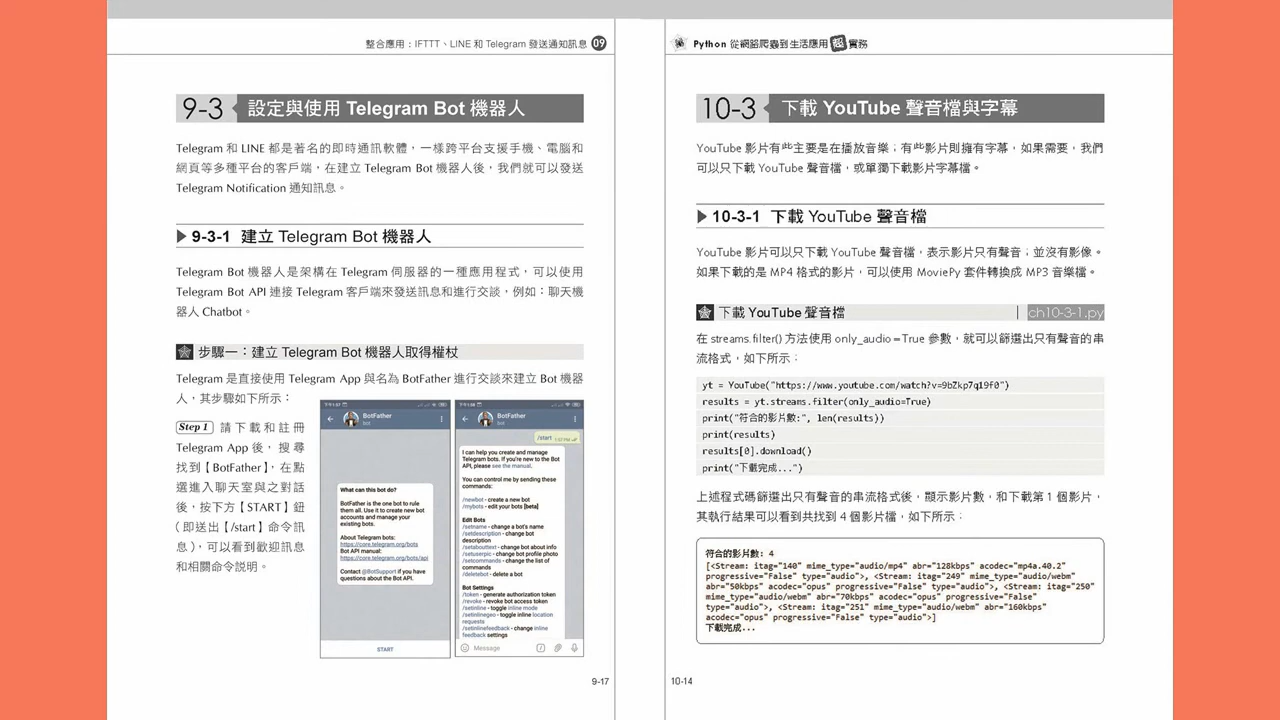 整合應用：IFTTT、LINE 和 Telegram 發送通知訊息 09
9-3 設定與使用 Telegram Bot 機器人
Telegram 和 LINE 都是著名的即時通訊軟體，一樣跨平台支援手機、電腦和
網頁等多種平台的客戶端，在建立 Telegram Bot 機器人後，我們就可以發送
Telegram Notification 通知訊息。
9-3-1 建立 Telegram Bot 機器人
Telegram Bot 機器人是架構在 Telegram 伺服器的一種應用程式，可以使用
Telegram Bot API 連接 Telegram 客戶端來發送訊息和進行交談，例如：聊天機
器人 Chatbot。
步驟一：建立 Telegram Bot 機器人取得權杖
Telegram 是直接使用 Telegram App 與名為 BotFather 進行交談來建立 Bot 機器
人，其步驟如下所示：
Step 1 請下載和註冊
Telegram App 後，搜尋
找到【BotFather】，在點
選進入聊天室與之對話
後，按下方【START】鈕
（即送出【/start】命令訊
息），可以看到歡迎訊息
和相關命令說明。
BotFather
bot
What can this bot do?
BotFather is the one bot to rule
them all. Use it to create new bot
accounts and manage your
existing bots.
About Telegram bots:
https://core.telegram.org/bots
Bot API manual:
https://core.telegram.org/bots/api
Contact @BotSupport if you have
questions about the Bot API.
START
BotFather
bot
/start
I can help you create and manage
Telegram bots. If you're new to the Bot
API, please see the manual.
You can control me by sending these
commands:
/newbot - create a new bot
/mybots - edit your bots [beta]
Edit Bots
/setname - change a bot's name
/setdescription - change bot
description
/setabouttext - change bot about info
/setuserpic - change bot profile photo
/setcommands - change the list of
commands
/deletebot - delete a bot
Bot Settings
/token - generate authorization token
/revoke - revoke bot access token
/setinline - toggle inline mode
/setinlinegeo - toggle inline location
requests
/setinlinefeedback - change inline
feedback settings
Message
9-17
Python 從網路爬蟲到生活應用超實務
10-3 下載 YouTube 聲音檔與字幕
YouTube 影片有些主要是在播放音樂；有些影片則擁有字幕，如果需要，我們
可以只下載 YouTube 聲音檔，或單獨下載影片字幕檔。
10-3-1 下載 YouTube 聲音檔
YouTube 影片可以只下載 YouTube 聲音檔，表示影片只有聲音；並沒有影像。
如果下載的是 MP4 格式的影片，可以使用 MoviePy 套件轉換成 MP3 音樂檔。
下載 YouTube 聲音檔 ch10-3-1.py
在 streams.filter() 方法使用 only_audio=True 參數，就可以篩選出只有聲音的串
流格式，如下所示：
yt = YouTube("https://www.youtube.com/watch?v=9bZkp7q19f0")
results = yt.streams.filter(only_audio=True)
print("符合的影片數:", len(results))
print(results)
results[0].download()
print("下載完成...")
上述程式碼篩選出只有聲音的串流格式後，顯示影片數，和下載第 1 個影片，
其執行結果可以看到共找到 4 個影片檔，如下所示：
符合的影片數: 4
[<Stream: itag="140" mime_type="audio/mp4" abr="128kbps" acodec="mp4a.40.2"
progressive="False" type="audio">, <Stream: itag="249" mime_type="audio/webm"
abr="50kbps" acodec="opus" progressive="False" type="audio">, <Stream: itag="250"
mime_type="audio/webm" abr="70kbps" acodec="opus" progressive="False"
type="audio">, <Stream: itag="251" mime_type="audio/webm" abr="160kbps"
acodec="opus" progressive="False" type="audio">]
下載完成...
10-14